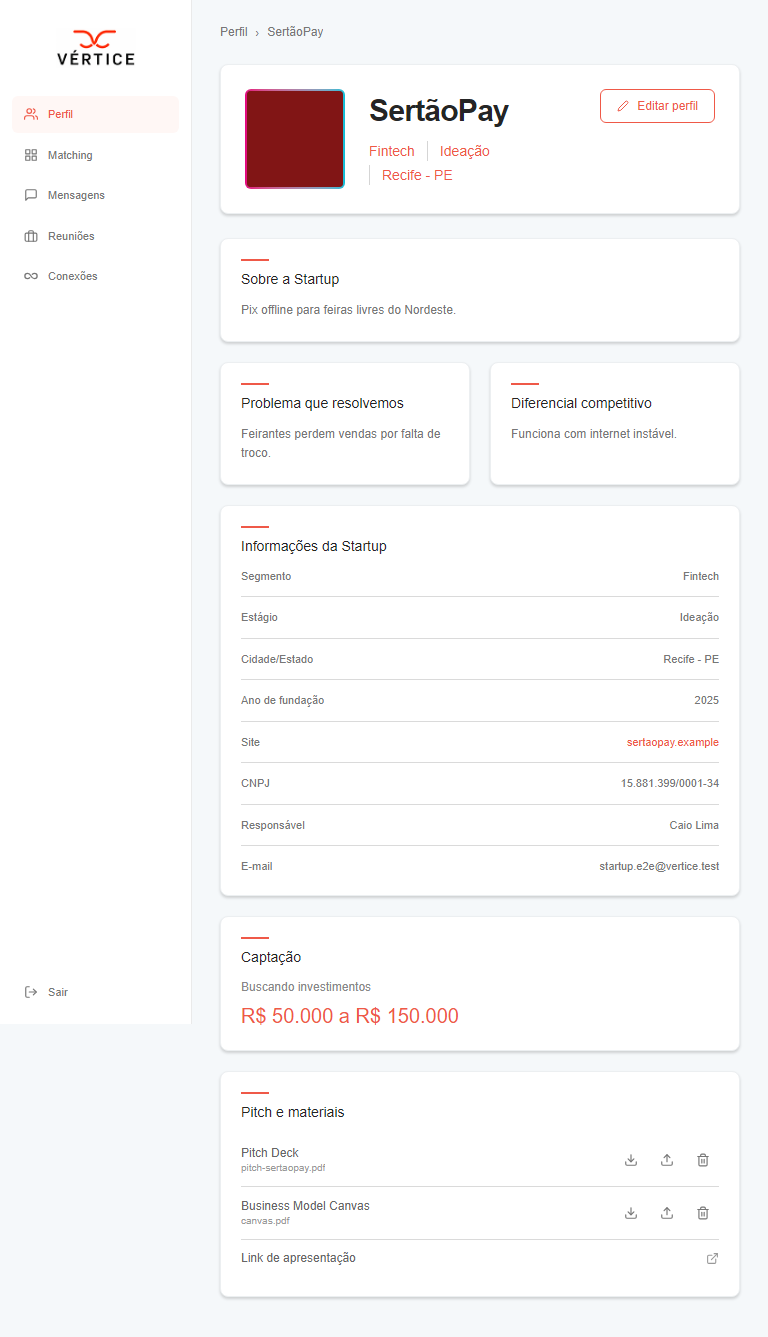 VÉRTICE
Perfil
Matching
Mensagens
Reuniões
Conexões
Sair
Perfil › SertãoPay
SertãoPay
Editar perfil
Fintech
Ideação
Recife - PE
Sobre a Startup
Pix offline para feiras livres do Nordeste.
Problema que resolvemos
Feirantes perdem vendas por falta de
troco.
Diferencial competitivo
Funciona com internet instável.
Informações da Startup
Segmento Fintech
Estágio Ideação
Cidade/Estado Recife - PE
Ano de fundação 2025
Site sertaopay.example
CNPJ 15.881.399/0001-34
Responsável Caio Lima
E-mail startup.e2e@vertice.test
Captação
Buscando investimentos
R$ 50.000 a R$ 150.000
Pitch e materiais
Pitch Deck
pitch-sertaopay.pdf
Business Model Canvas
canvas.pdf
Link de apresentação